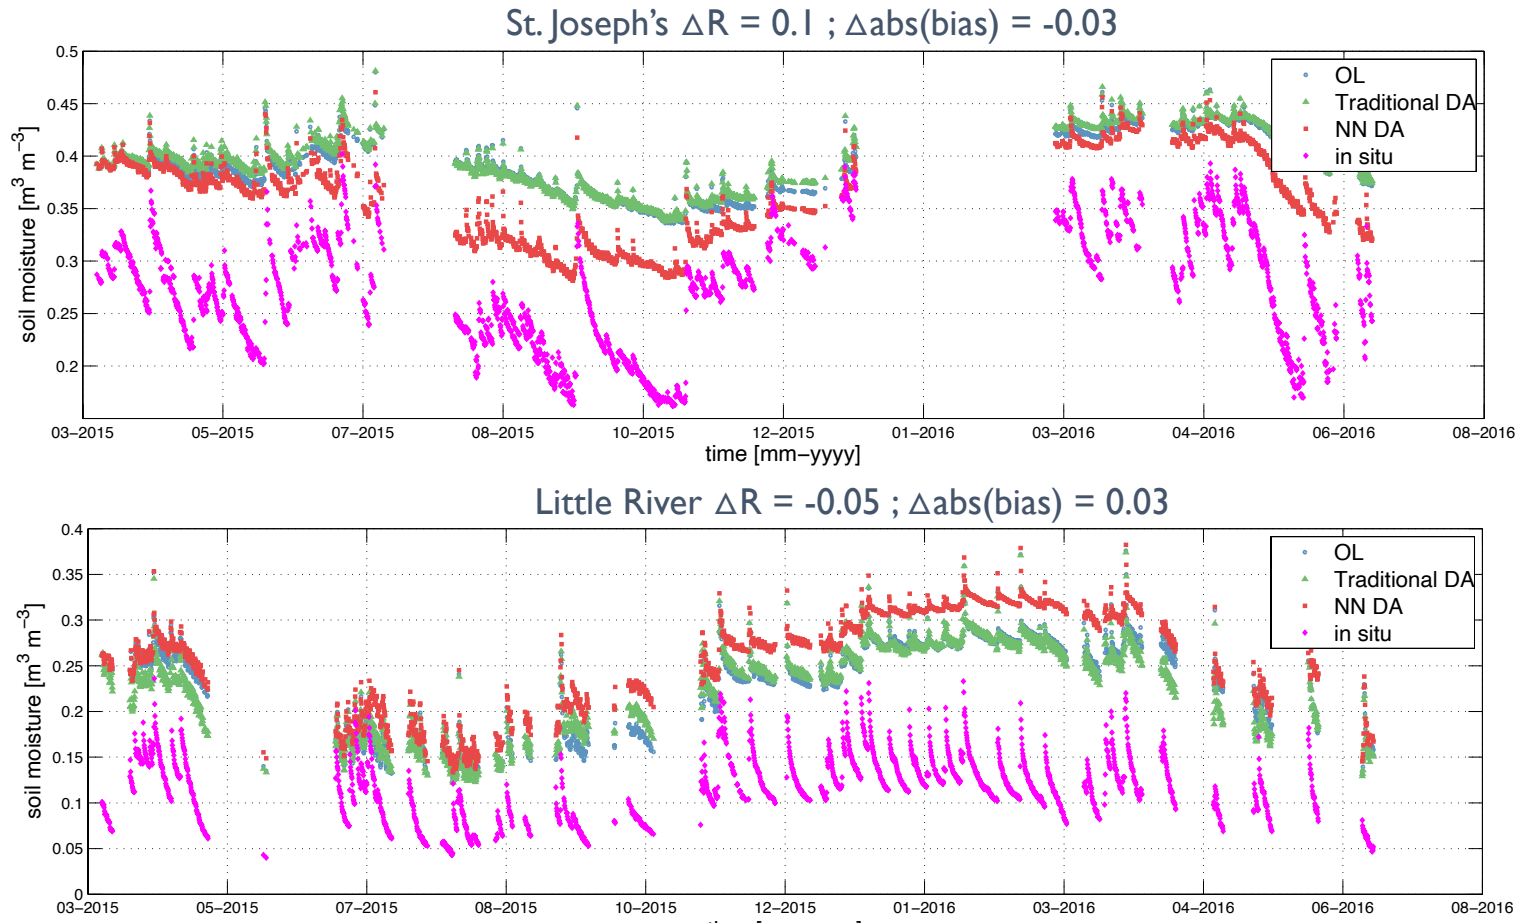 St. Joseph's △R = 0.1 ; △abs(bias) = -0.03
0.5
0.45
0.4
0.35
0.3
0.25
0.2
soil moisture [m³ m⁻³]
OL
Traditional DA
NN DA
in situ
03−2015 05−2015 07−2015 08−2015 10−2015 12−2015 01−2016 03−2016 04−2016 06−2016 08−2016
time [mm−yyyy]
Little River △R = -0.05 ; △abs(bias) = 0.03
0.4
0.35
0.3
0.25
0.2
0.15
0.1
0.05
0
soil moisture [m³ m⁻³]
OL
Traditional DA
NN DA
in situ
03−2015 05−2015 07−2015 08−2015 10−2015 12−2015 01−2016 03−2016 04−2016 06−2016 08−2016